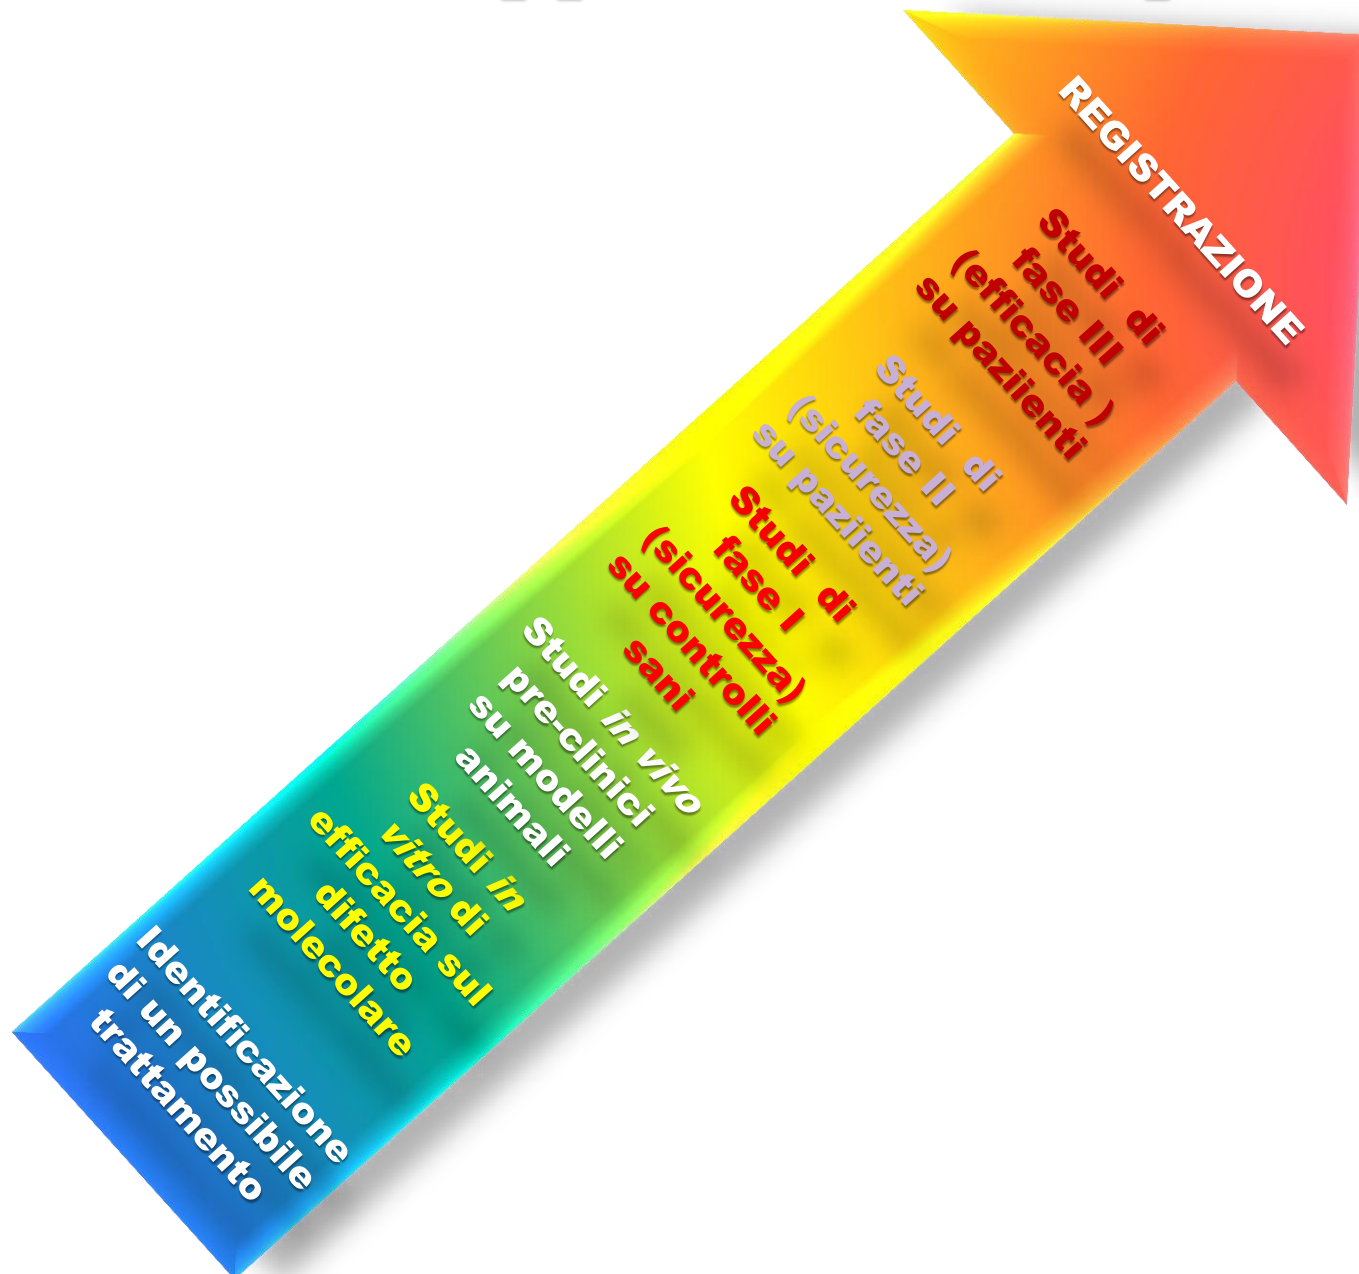 REGISTRAZIONE
Studi di
fase III
(efficacia )
su paziienti
Studi di
fase II
(sicurezza)
su paziienti
Studi di
fase I
(sicurezza)
su controlli
sani
Studi in vivo
pre-clinici
su modelli
animali
Studi in
vitro di
efficacia sul
difetto
molecolare
Identificazione
di un possibile
trattamento